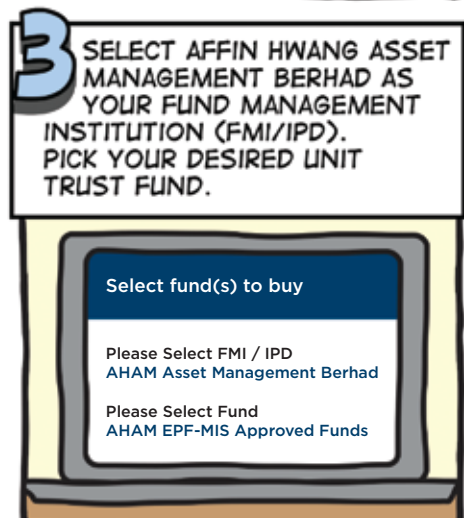 3 SELECT AFFIN HWANG ASSET
MANAGEMENT BERHAD AS
YOUR FUND MANAGEMENT
INSTITUTION (FMI/IPD).
PICK YOUR DESIRED UNIT
TRUST FUND.
Select fund(s) to buy
Please Select FMI / IPD
AHAM Asset Management Berhad
Please Select Fund
AHAM EPF-MIS Approved Funds